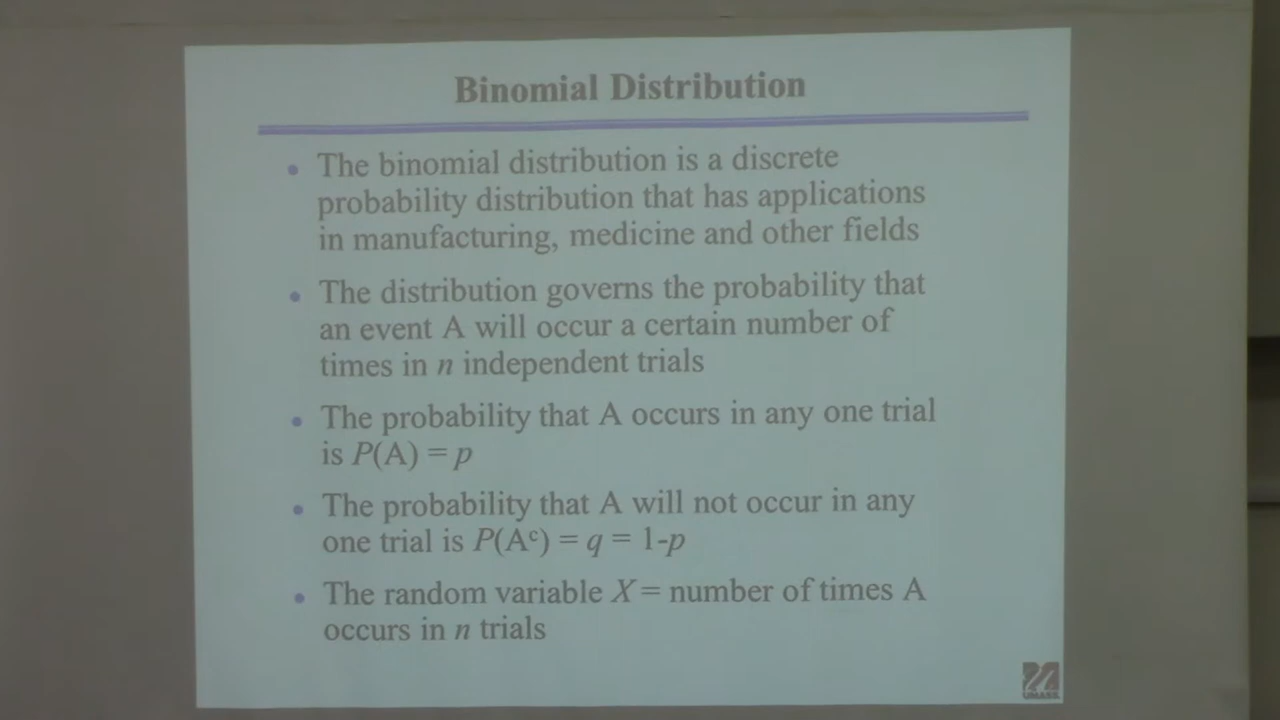 Binomial Distribution
• The binomial distribution is a discrete
probability distribution that has applications
in manufacturing, medicine and other fields
• The distribution governs the probability that
an event A will occur a certain number of
times in n independent trials
• The probability that A occurs in any one trial
is P(A) = p
• The probability that A will not occur in any
one trial is P(Aᶜ) = q = 1-p
• The random variable X = number of times A
occurs in n trials
UMASS